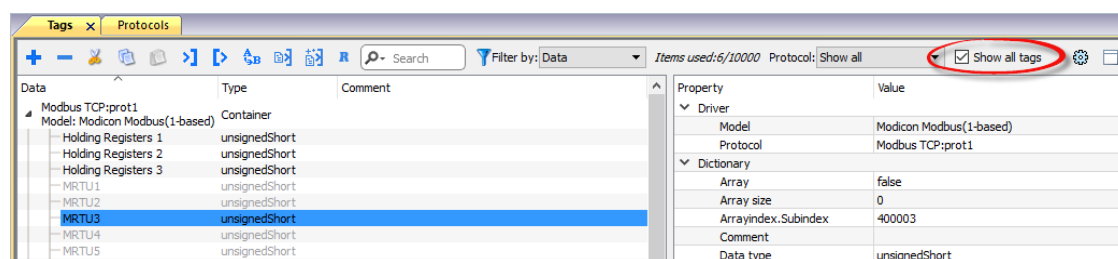 Tags x Protocols
R Search Filter by: Data Items used:6/10000 Protocol: Show all Show all tags
Data Type Comment Property Value
Modbus TCP:prot1
Model: Modicon Modbus(1-based) Container
Holding Registers 1 unsignedShort
Holding Registers 2 unsignedShort
Holding Registers 3 unsignedShort
MRTU1 unsignedShort
MRTU2 unsignedShort
MRTU3 unsignedShort
MRTU4 unsignedShort
MRTU5 unsignedShort
Driver
Model Modicon Modbus(1-based)
Protocol Modbus TCP:prot1
Dictionary
Array false
Array size 0
Arrayindex.Subindex 400003
Comment
Data type unsignedShort